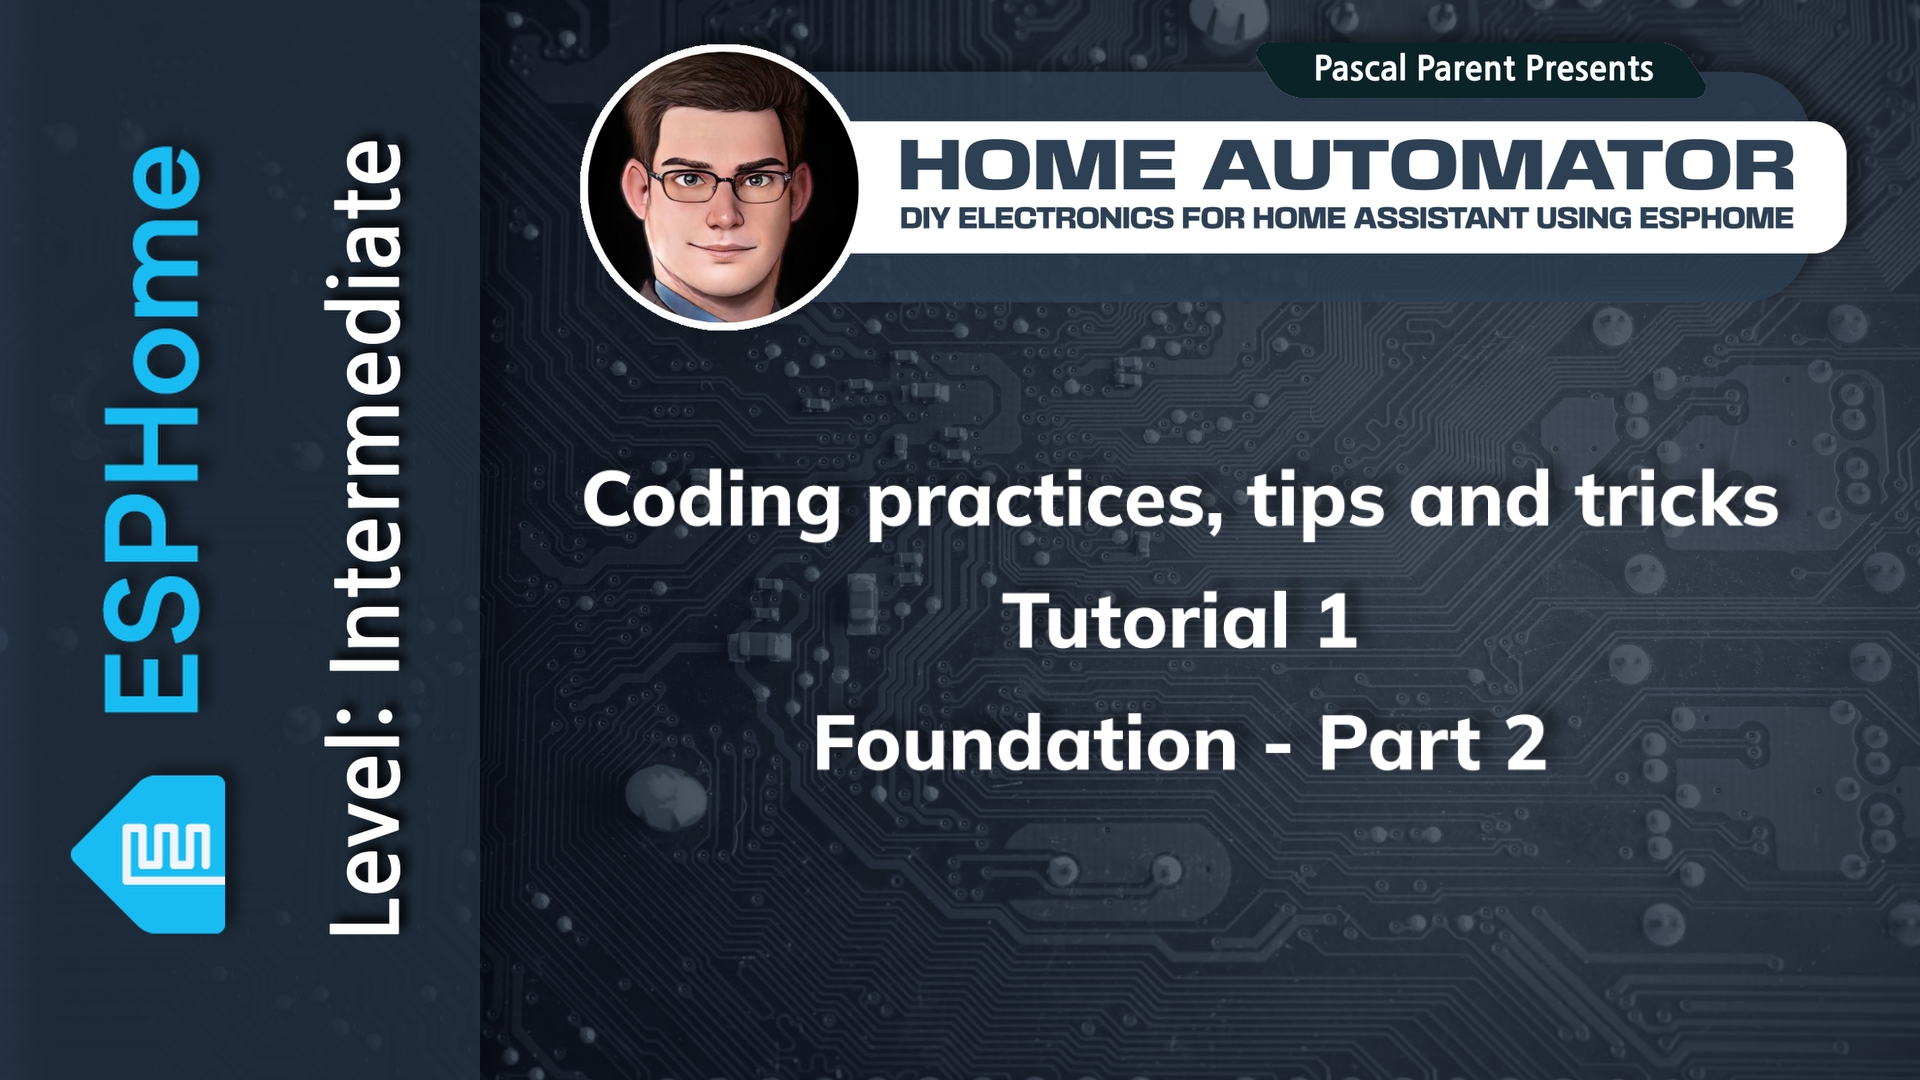 ESPHome
Level: Intermediate
Pascal Parent Presents
HOME AUTOMATOR
DIY ELECTRONICS FOR HOME ASSISTANT USING ESPHOME
Coding practices, tips and tricks
Tutorial 1
Foundation - Part 2